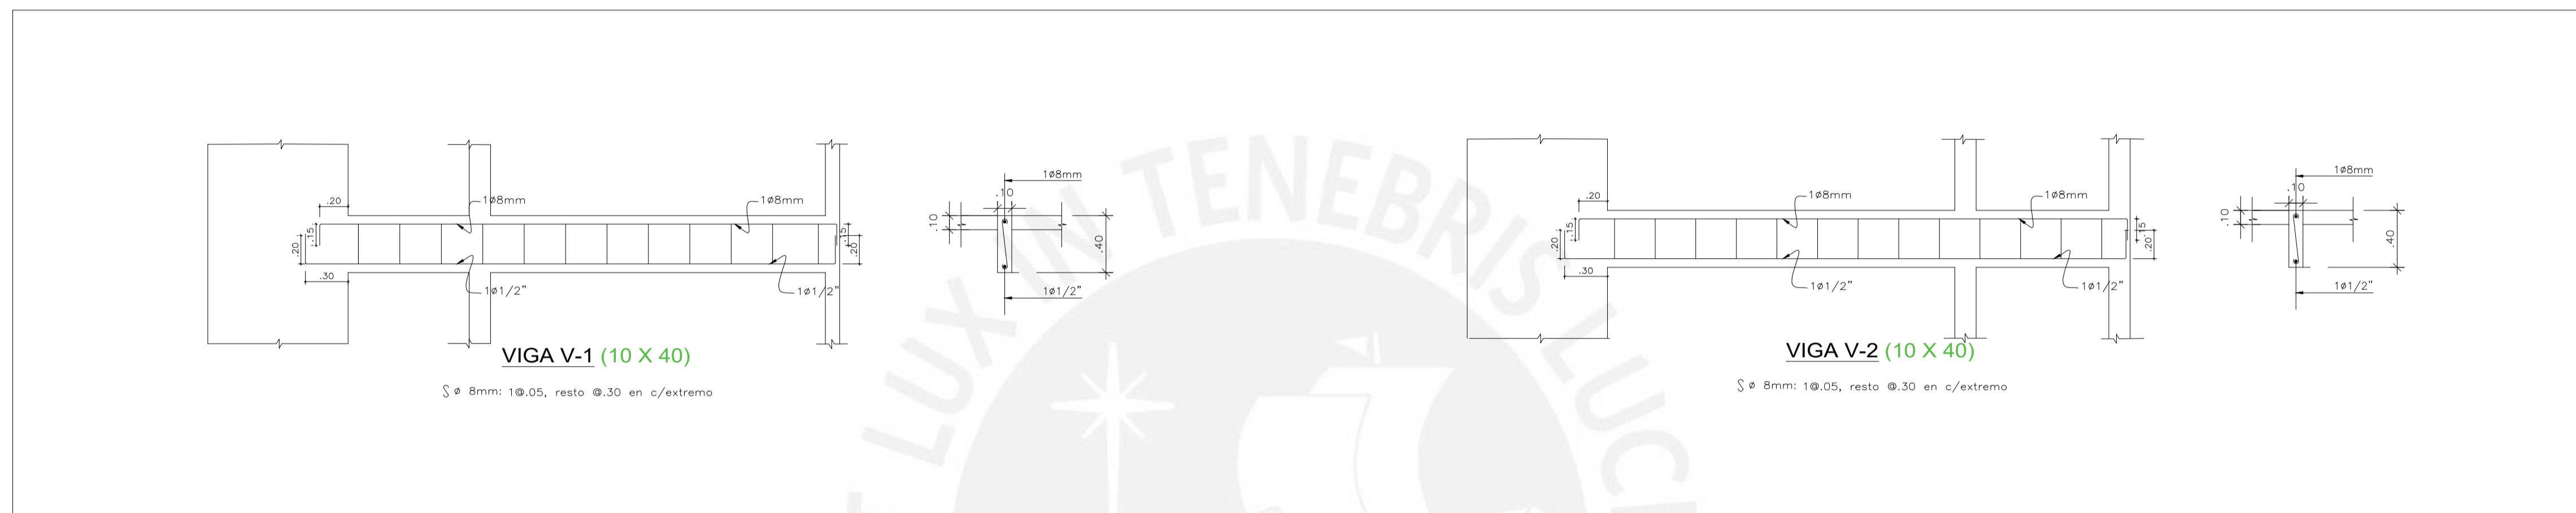 .20
1ø8mm
1ø8mm
.15
.20
.15
.20
.30
1ø1/2"
1ø1/2"
VIGA V-1 (10 X 40)
S ø 8mm: 1@.05, resto @.30 en c/extremo
1ø8mm
.10
.10
.40
1ø1/2"
.20
1ø8mm
1ø8mm
.15
.20
.15
.20
.30
1ø1/2"
1ø1/2"
VIGA V-2 (10 X 40)
S ø 8mm: 1@.05, resto @.30 en c/extremo
1ø8mm
.10
.10
.40
1ø1/2"
LUX IN TENEBRIS LUC